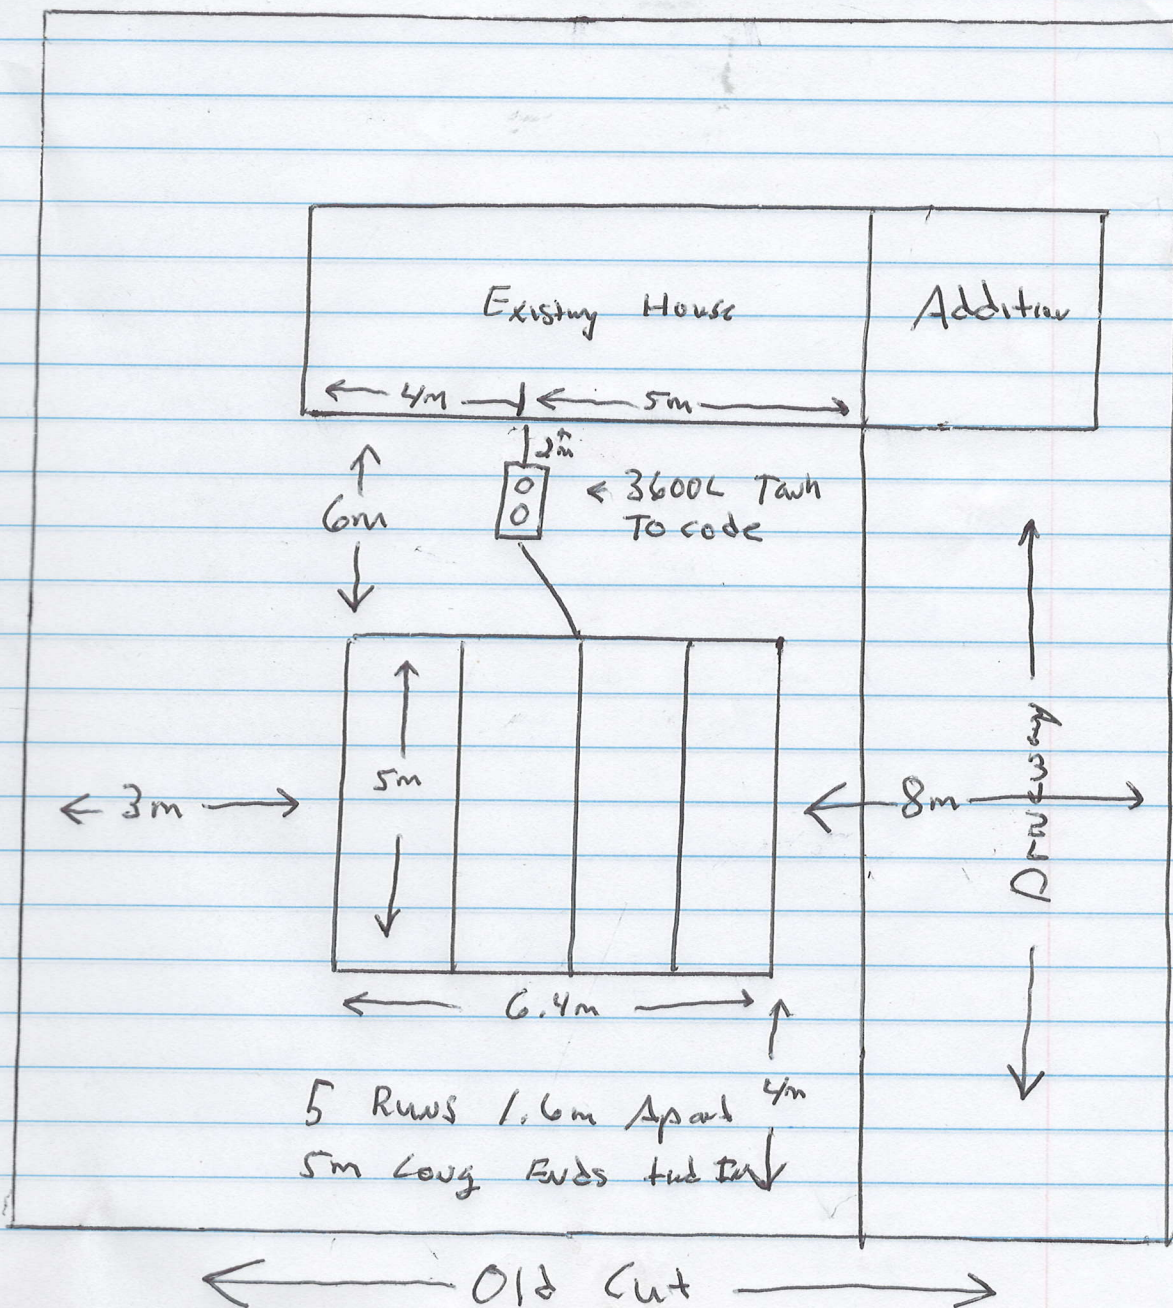 Existing House
Addition
4m
5m
2m
6m
3600L Tank
To code
5m
3m
8m
Driveway
6.4m
4m
5 Runs 1.6m Apart
5m Long Ends tied In
Old Cut